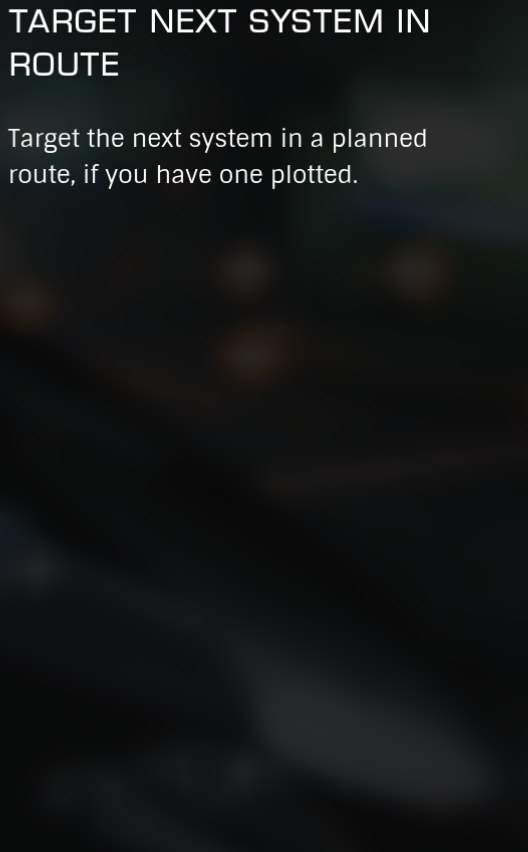 TARGET NEXT SYSTEM IN
ROUTE
Target the next system in a planned
route, if you have one plotted.